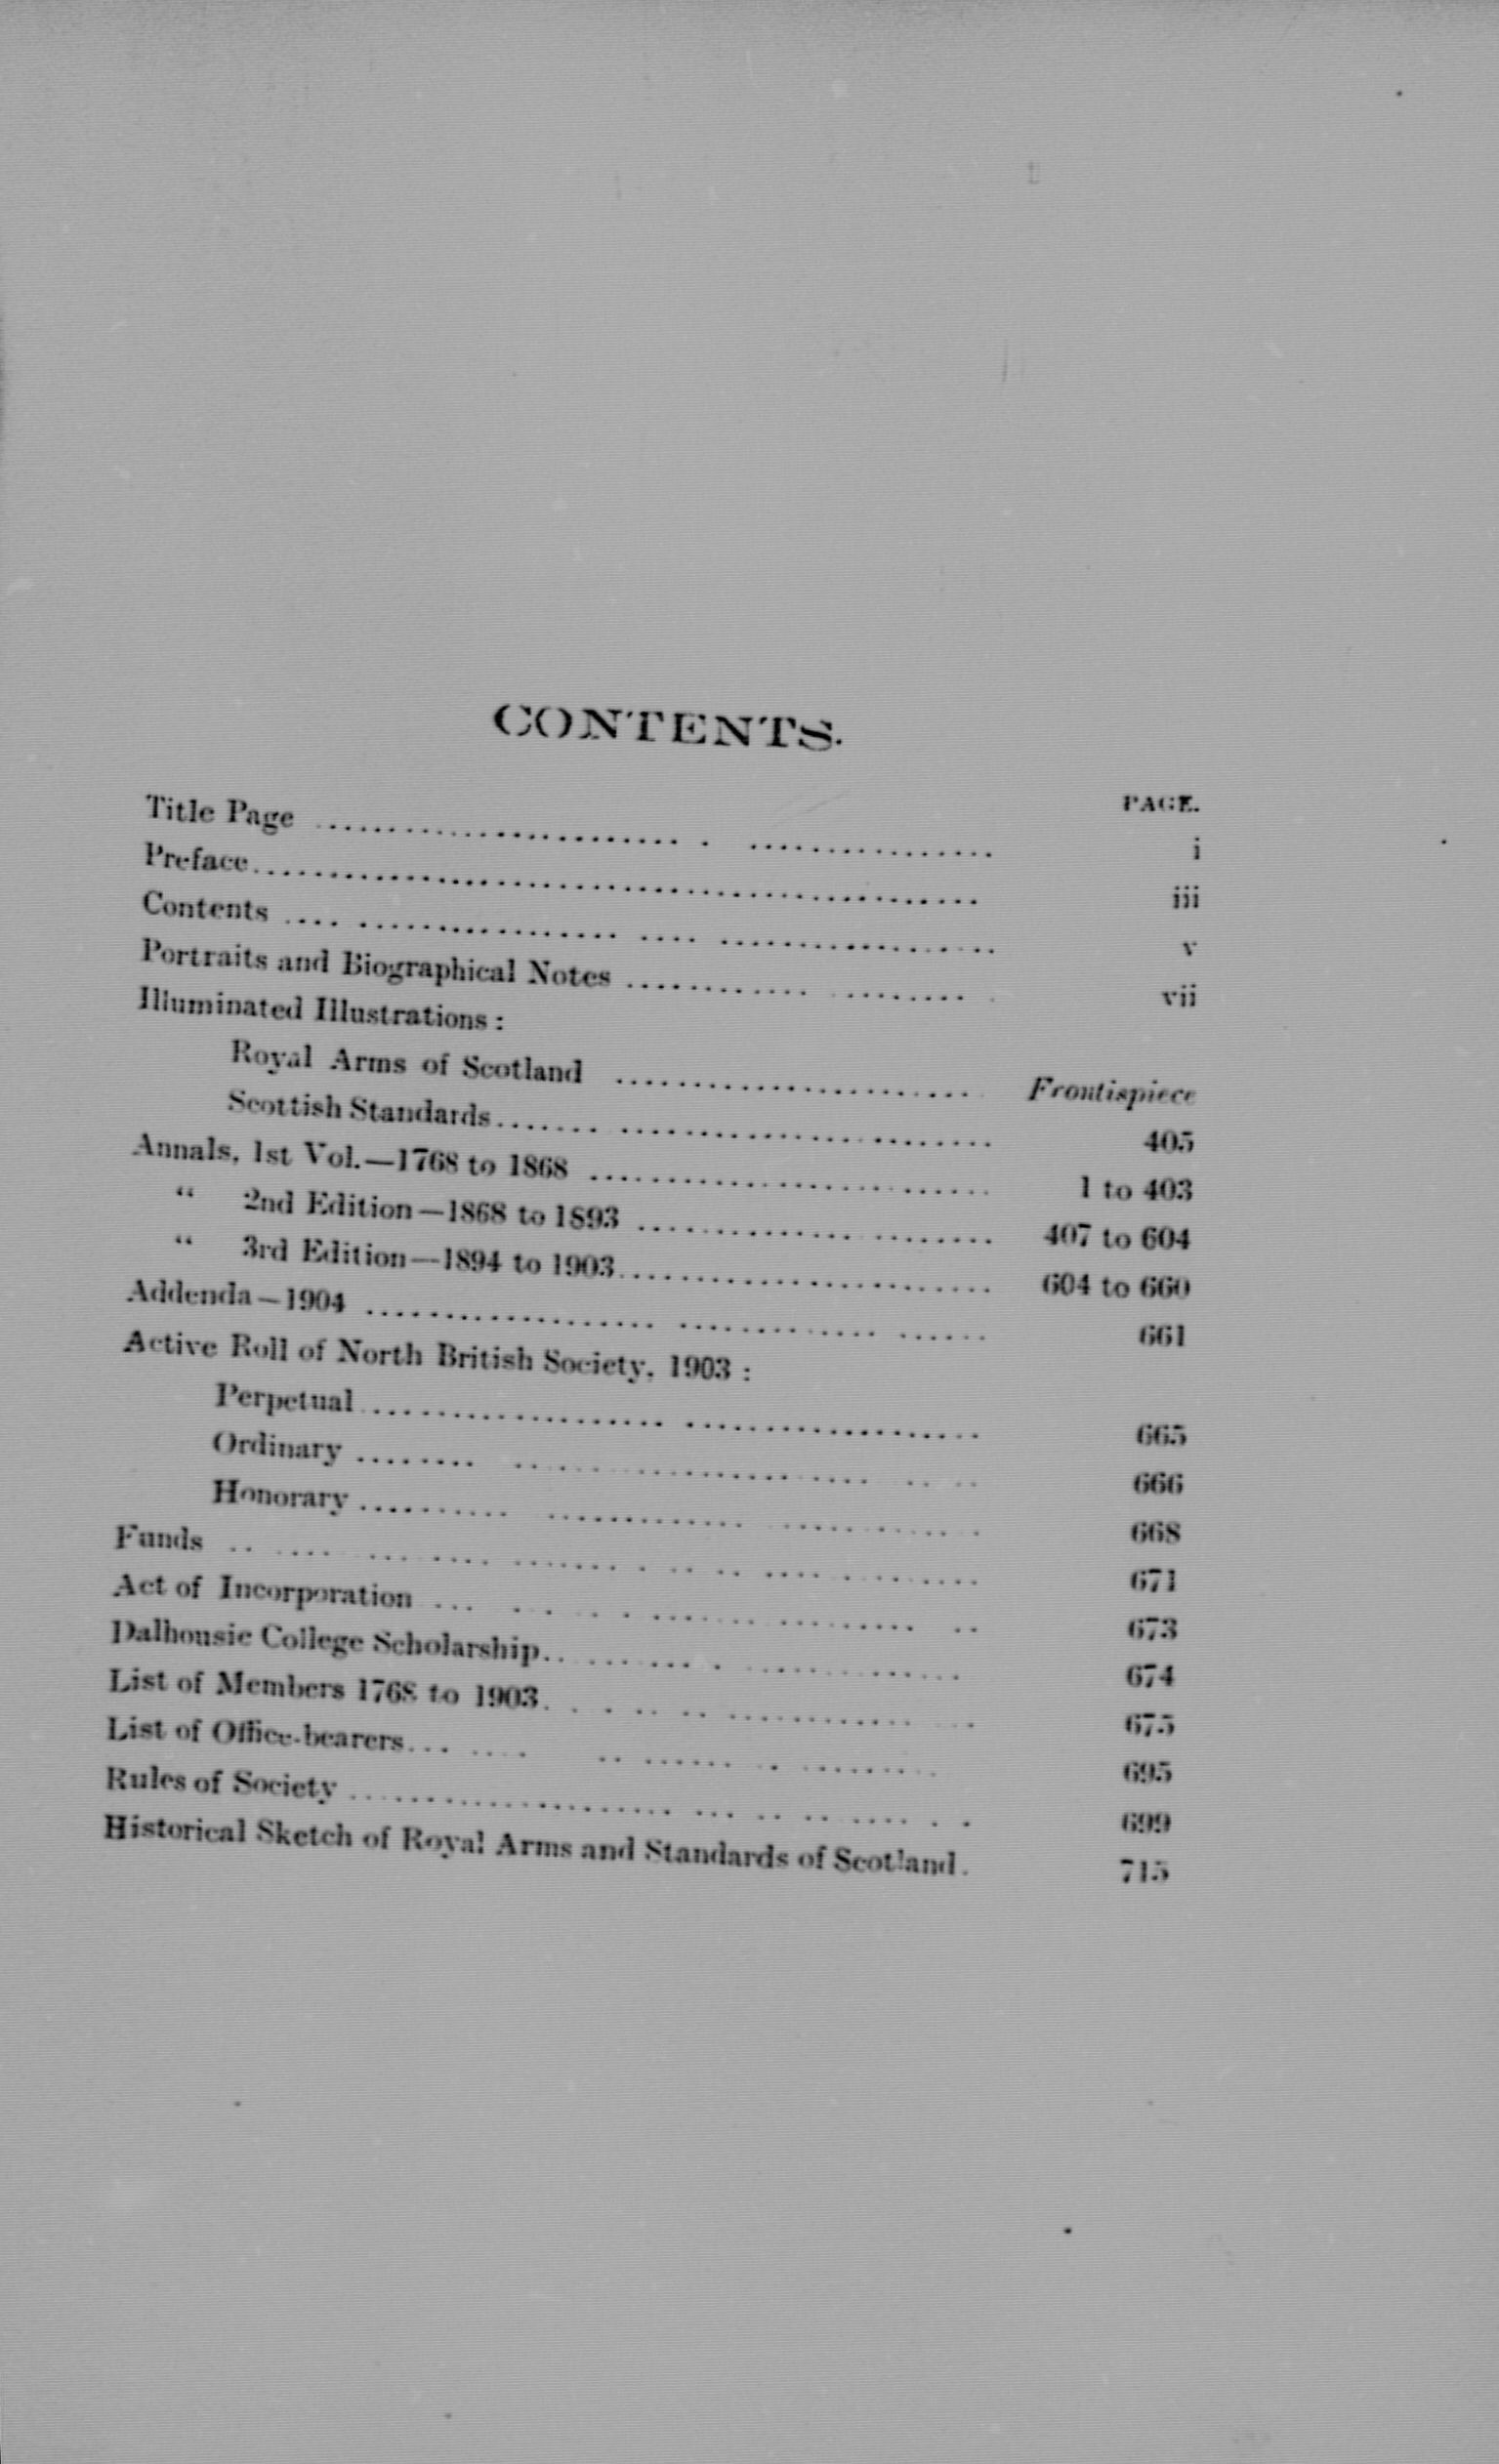 CONTENTS.
PAGE.
Title Page ........................ . ................ i
Preface................................................ iii
Contents .... ................. .... .................. v
Portraits and Biographical Notes ............ ......... vii
Illuminated Illustrations :
Royal Arms of Scotland ........................ Frontispiece
Scottish Standards....... ........................ 405
Annals, 1st Vol.—1768 to 1868 .......................... 1 to 403
“ 2nd Edition—1868 to 1893 ....................... 407 to 604
“ 3rd Edition—1894 to 1903......................... 604 to 660
Addenda—1904 ................... ............. ...... 661
Active Roll of North British Society, 1903 :
Perpetual.................... ................... 665
Ordinary ........ ....................... .. .. 666
Honorary .......... ............. ............. 668
Funds .. .... .... .... ....... . .. .. .... ....... 671
Act of Incorporation ... . . . . ....... ......... .. 673
Dalhousie College Scholarship.. ......... . .............. 674
List of Members 1768 to 1903. . . .. .. ............ ... 675
List of Office-bearers... .... .. ...... . ......... 695
Rules of Society ..................... ... .. .. .... . . 699
Historical Sketch of Royal Arms and Standards of Scotland. 715